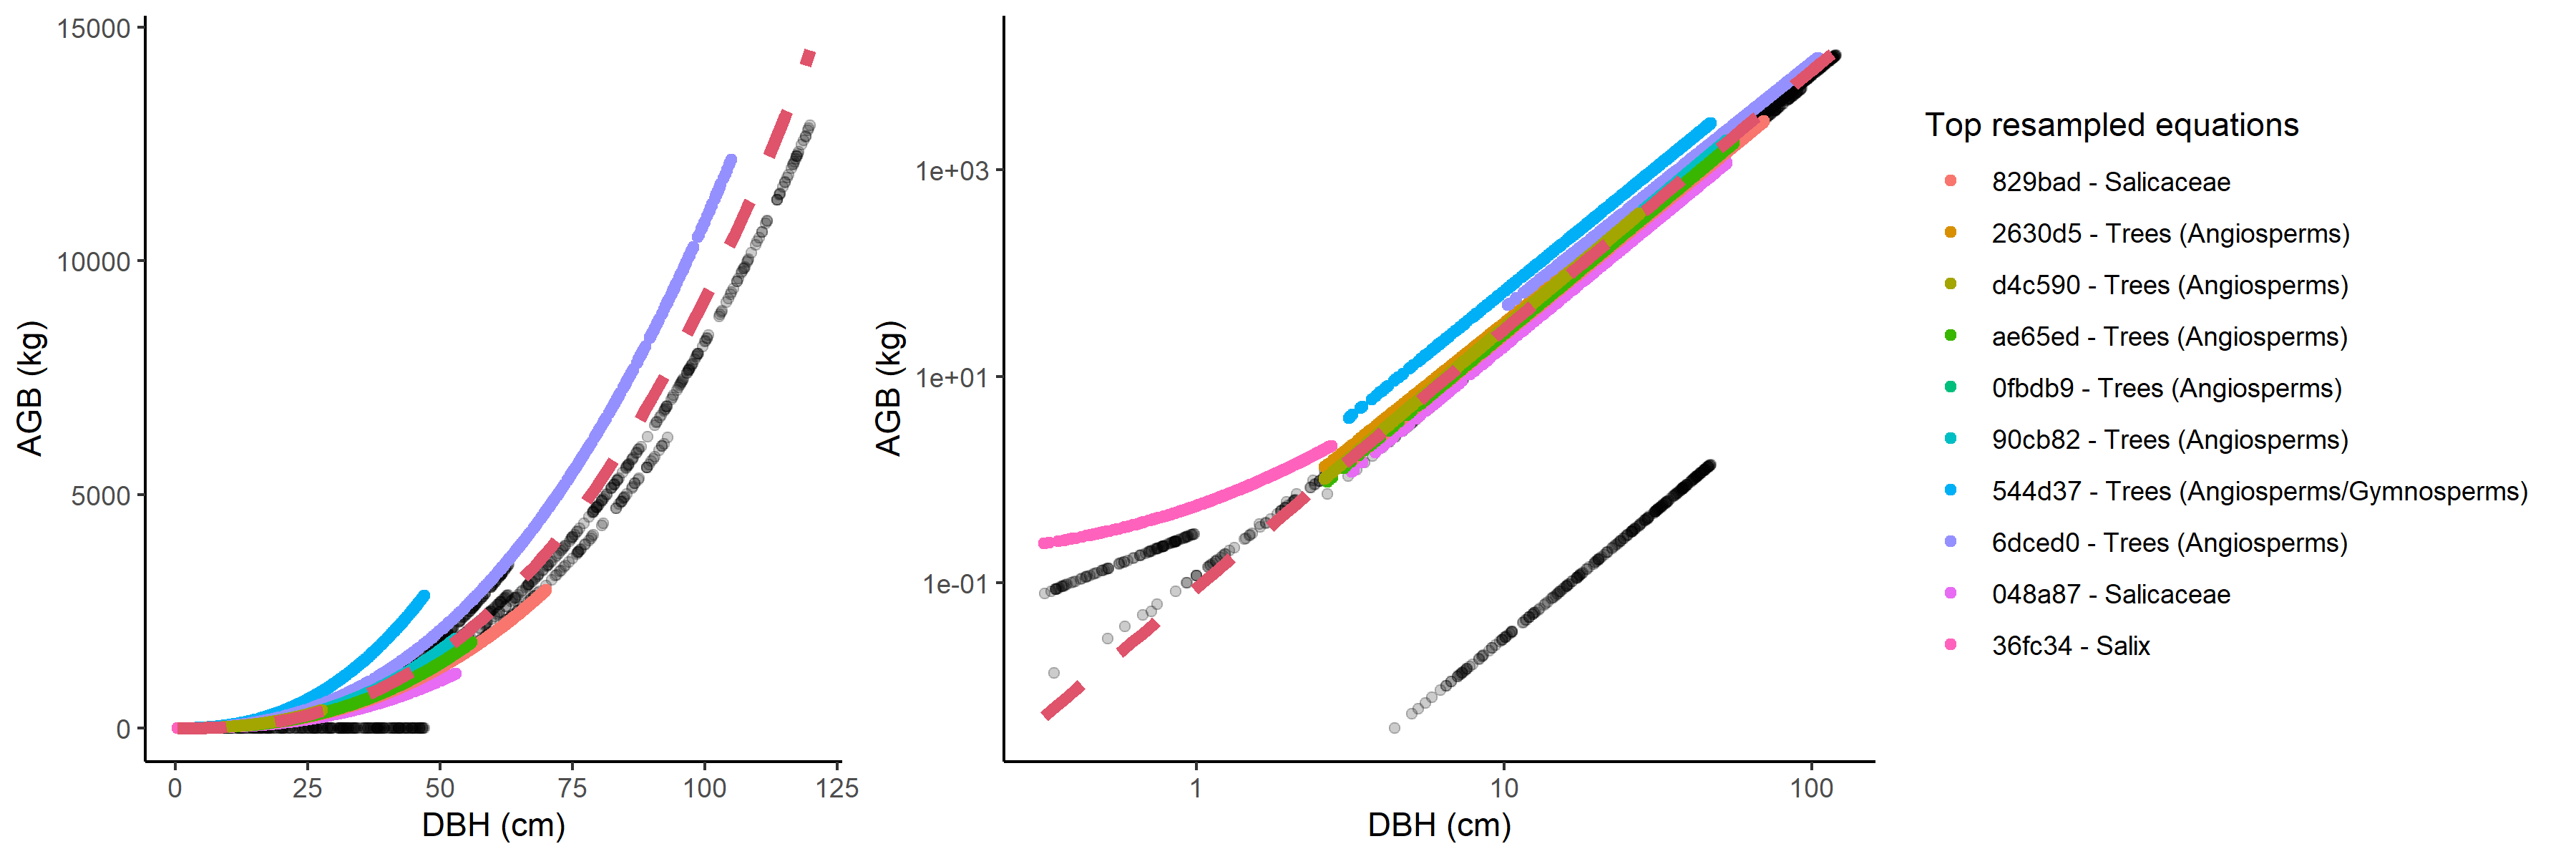 15000
10000
5000
0
AGB (kg)
0 25 50 75 100 125
DBH (cm)
1e+03
1e+01
1e-01
AGB (kg)
1 10 100
DBH (cm)
Top resampled equations
829bad - Salicaceae
2630d5 - Trees (Angiosperms)
d4c590 - Trees (Angiosperms)
ae65ed - Trees (Angiosperms)
0fbdb9 - Trees (Angiosperms)
90cb82 - Trees (Angiosperms)
544d37 - Trees (Angiosperms/Gymnosperms)
6dced0 - Trees (Angiosperms)
048a87 - Salicaceae
36fc34 - Salix